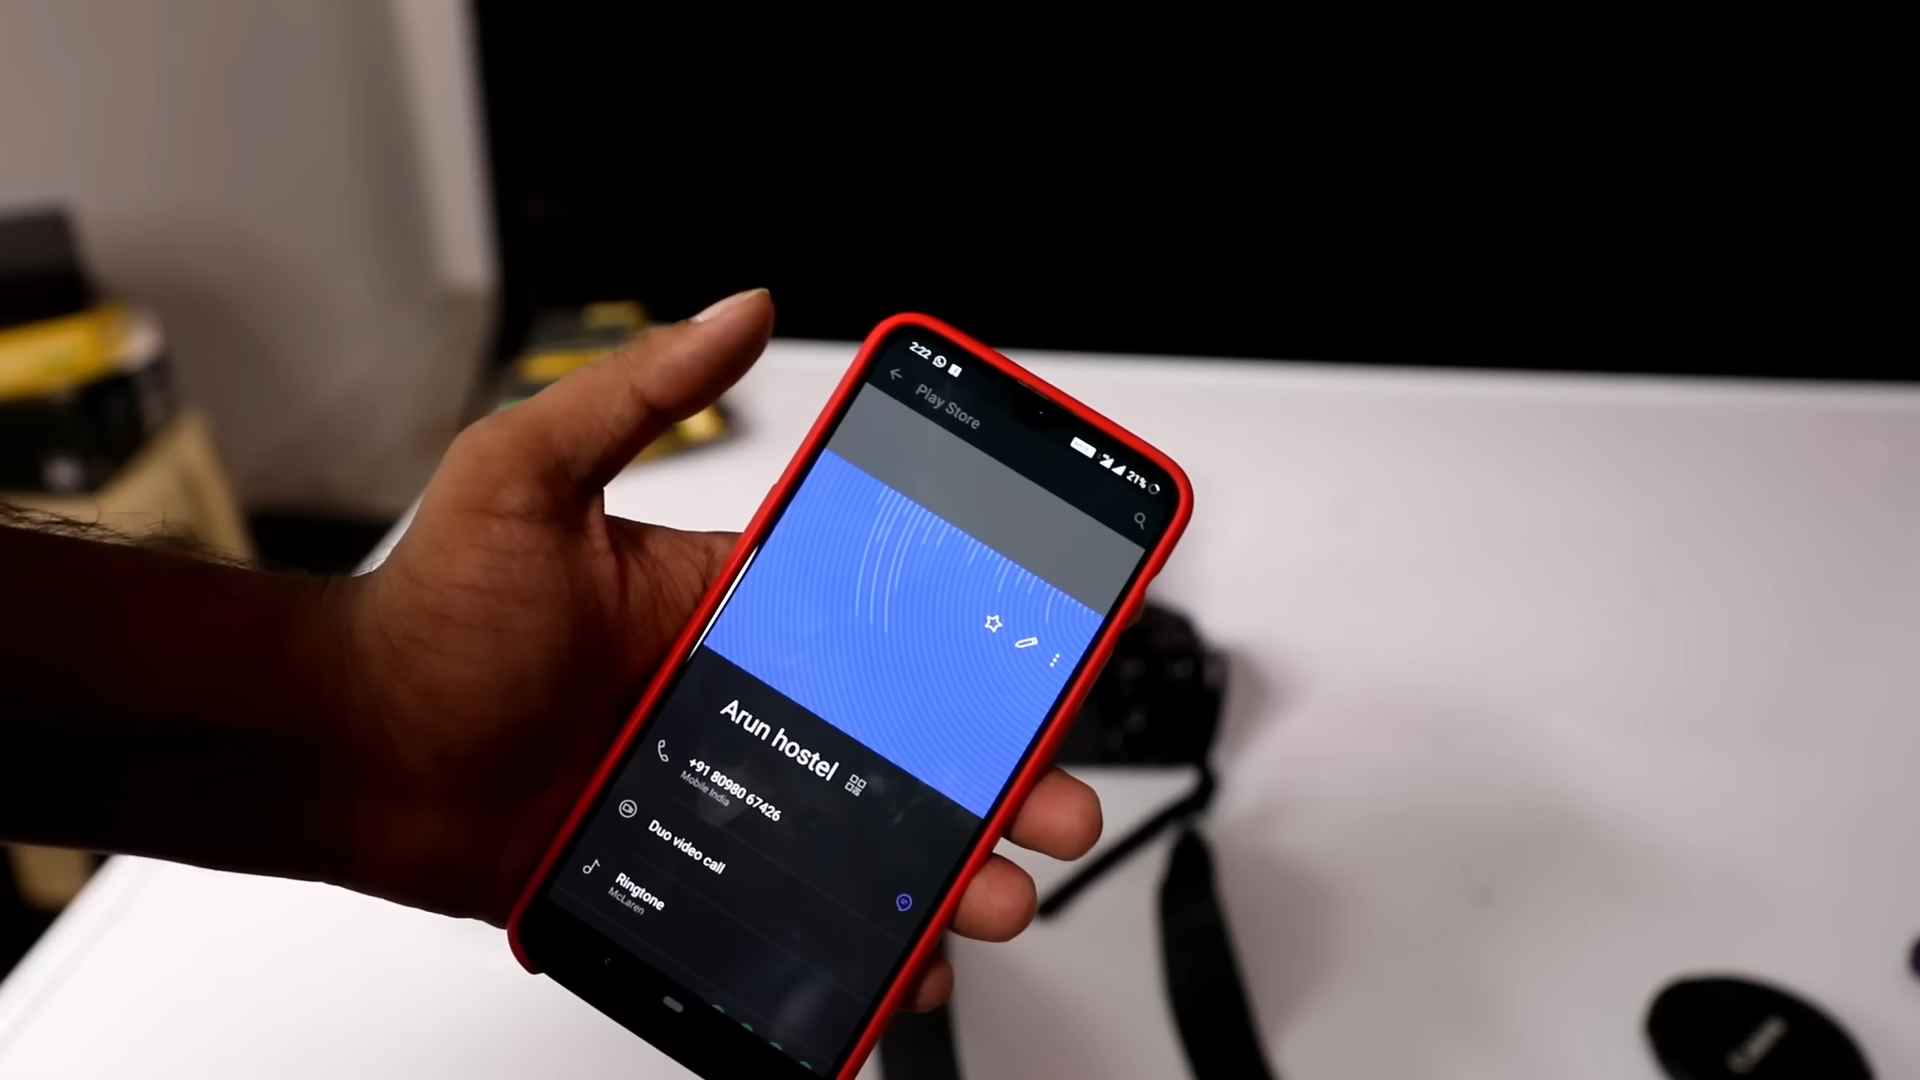 2:22
21%
Play Store
Arun hostel
+91 80980 67426
Mobile India
Duo video call
Ringtone
McLaren